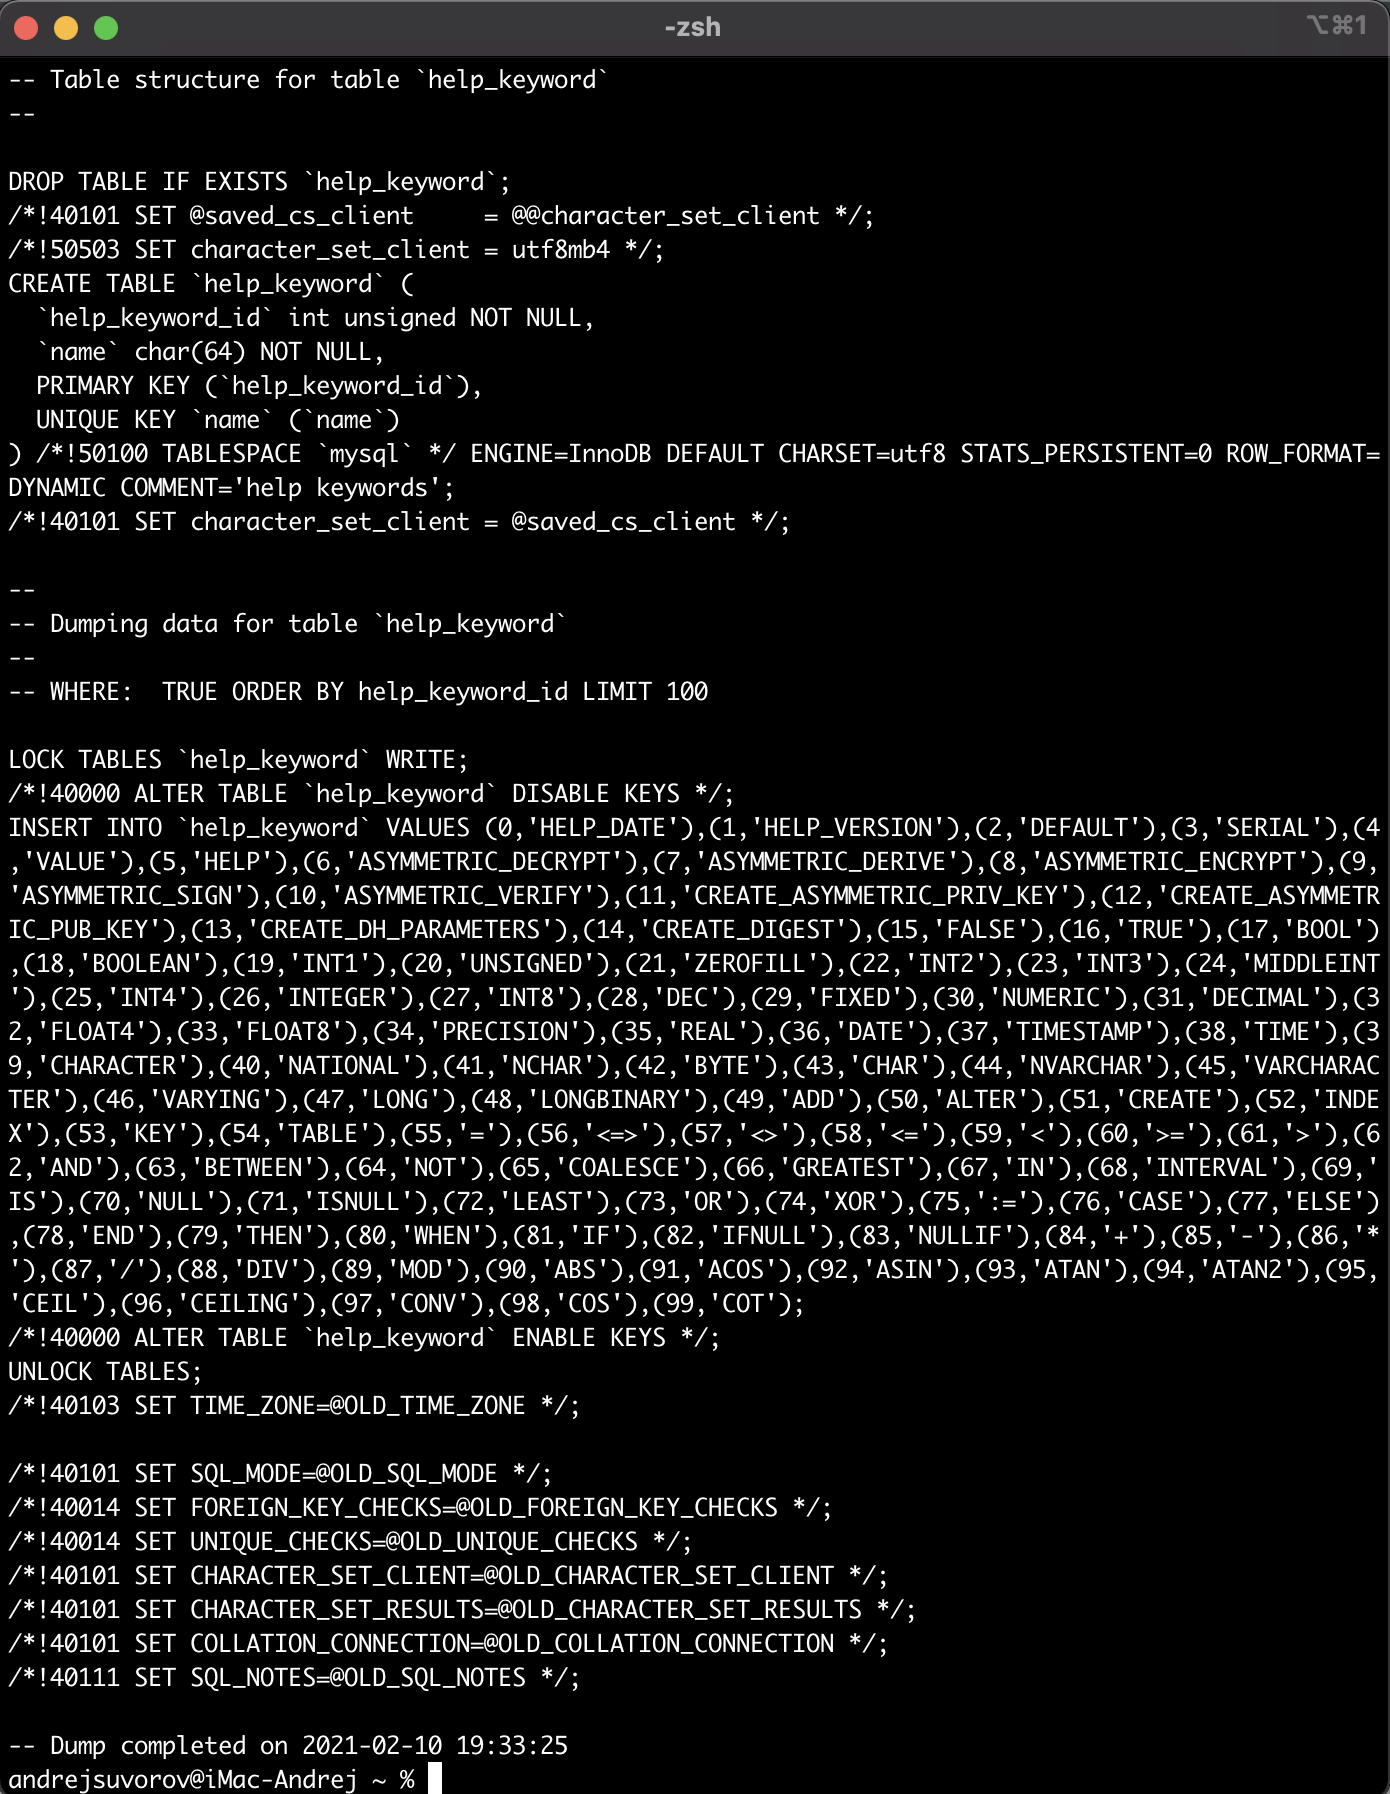 -zsh
⌥⌘1
-- Table structure for table `help_keyword`
--
DROP TABLE IF EXISTS `help_keyword`;
/*!40101 SET @saved_cs_client     = @@character_set_client */;
/*!50503 SET character_set_client = utf8mb4 */;
CREATE TABLE `help_keyword` (
  `help_keyword_id` int unsigned NOT NULL,
  `name` char(64) NOT NULL,
  PRIMARY KEY (`help_keyword_id`),
  UNIQUE KEY `name` (`name`)
) /*!50100 TABLESPACE `mysql` */ ENGINE=InnoDB DEFAULT CHARSET=utf8 STATS_PERSISTENT=0 ROW_FORMAT=
DYNAMIC COMMENT='help keywords';
/*!40101 SET character_set_client = @saved_cs_client */;
--
-- Dumping data for table `help_keyword`
--
-- WHERE:  TRUE ORDER BY help_keyword_id LIMIT 100
LOCK TABLES `help_keyword` WRITE;
/*!40000 ALTER TABLE `help_keyword` DISABLE KEYS */;
INSERT INTO `help_keyword` VALUES (0,'HELP_DATE'),(1,'HELP_VERSION'),(2,'DEFAULT'),(3,'SERIAL'),(4
,'VALUE'),(5,'HELP'),(6,'ASYMMETRIC_DECRYPT'),(7,'ASYMMETRIC_DERIVE'),(8,'ASYMMETRIC_ENCRYPT'),(9,
'ASYMMETRIC_SIGN'),(10,'ASYMMETRIC_VERIFY'),(11,'CREATE_ASYMMETRIC_PRIV_KEY'),(12,'CREATE_ASYMMETR
IC_PUB_KEY'),(13,'CREATE_DH_PARAMETERS'),(14,'CREATE_DIGEST'),(15,'FALSE'),(16,'TRUE'),(17,'BOOL')
,(18,'BOOLEAN'),(19,'INT1'),(20,'UNSIGNED'),(21,'ZEROFILL'),(22,'INT2'),(23,'INT3'),(24,'MIDDLEINT
'),(25,'INT4'),(26,'INTEGER'),(27,'INT8'),(28,'DEC'),(29,'FIXED'),(30,'NUMERIC'),(31,'DECIMAL'),(3
2,'FLOAT4'),(33,'FLOAT8'),(34,'PRECISION'),(35,'REAL'),(36,'DATE'),(37,'TIMESTAMP'),(38,'TIME'),(3
9,'CHARACTER'),(40,'NATIONAL'),(41,'NCHAR'),(42,'BYTE'),(43,'CHAR'),(44,'NVARCHAR'),(45,'VARCHARAC
TER'),(46,'VARYING'),(47,'LONG'),(48,'LONGBINARY'),(49,'ADD'),(50,'ALTER'),(51,'CREATE'),(52,'INDE
X'),(53,'KEY'),(54,'TABLE'),(55,'='),(56,'<=>'),(57,'<>'),(58,'<='),(59,'<'),(60,'>='),(61,'>'),(6
2,'AND'),(63,'BETWEEN'),(64,'NOT'),(65,'COALESCE'),(66,'GREATEST'),(67,'IN'),(68,'INTERVAL'),(69,'
IS'),(70,'NULL'),(71,'ISNULL'),(72,'LEAST'),(73,'OR'),(74,'XOR'),(75,':='),(76,'CASE'),(77,'ELSE')
,(78,'END'),(79,'THEN'),(80,'WHEN'),(81,'IF'),(82,'IFNULL'),(83,'NULLIF'),(84,'+'),(85,'-'),(86,'*
'),(87,'/'),(88,'DIV'),(89,'MOD'),(90,'ABS'),(91,'ACOS'),(92,'ASIN'),(93,'ATAN'),(94,'ATAN2'),(95,
'CEIL'),(96,'CEILING'),(97,'CONV'),(98,'COS'),(99,'COT');
/*!40000 ALTER TABLE `help_keyword` ENABLE KEYS */;
UNLOCK TABLES;
/*!40103 SET TIME_ZONE=@OLD_TIME_ZONE */;
/*!40101 SET SQL_MODE=@OLD_SQL_MODE */;
/*!40014 SET FOREIGN_KEY_CHECKS=@OLD_FOREIGN_KEY_CHECKS */;
/*!40014 SET UNIQUE_CHECKS=@OLD_UNIQUE_CHECKS */;
/*!40101 SET CHARACTER_SET_CLIENT=@OLD_CHARACTER_SET_CLIENT */;
/*!40101 SET CHARACTER_SET_RESULTS=@OLD_CHARACTER_SET_RESULTS */;
/*!40101 SET COLLATION_CONNECTION=@OLD_COLLATION_CONNECTION */;
/*!40111 SET SQL_NOTES=@OLD_SQL_NOTES */;
-- Dump completed on 2021-02-10 19:33:25
andrejsuvorov@iMac-Andrej ~ %